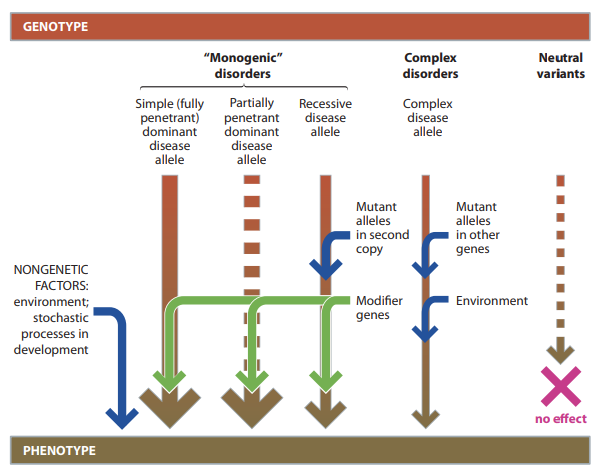 GENOTYPE
“Monogenic”
disorders
Complex
disorders
Neutral
variants
Simple (fully
penetrant)
dominant
disease
allele
Partially
penetrant
dominant
disease
allele
Recessive
disease
allele
Complex
disease
allele
Mutant
alleles
in second
copy
Mutant
alleles
in other
genes
NONGENETIC
FACTORS:
environment;
stochastic
processes in
development
Modifier
genes
Environment
no effect
PHENOTYPE